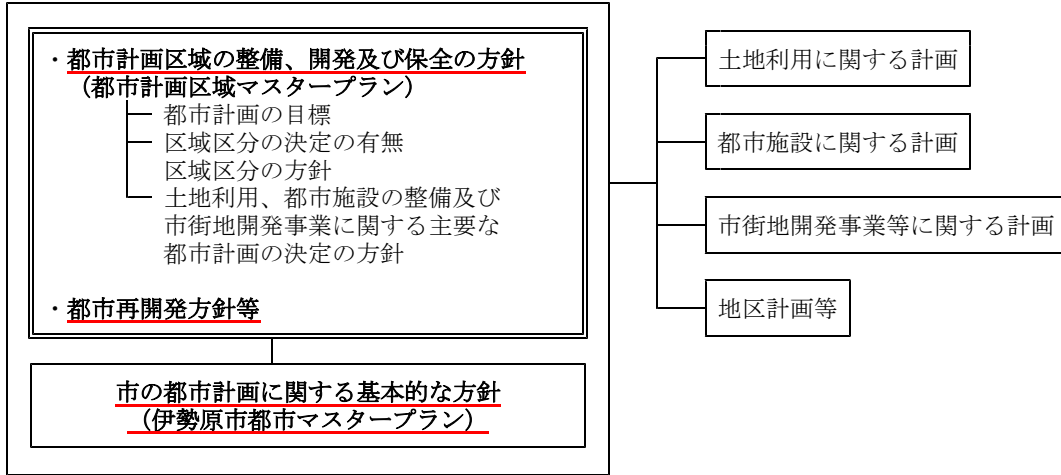 ・都市計画区域の整備、開発及び保全の方針
（都市計画区域マスタープラン）
都市計画の目標
区域区分の決定の有無
区域区分の方針
土地利用、都市施設の整備及び
市街地開発事業に関する主要な
都市計画の決定の方針
・都市再開発方針等
市の都市計画に関する基本的な方針
（伊勢原市都市マスタープラン）
土地利用に関する計画
都市施設に関する計画
市街地開発事業等に関する計画
地区計画等